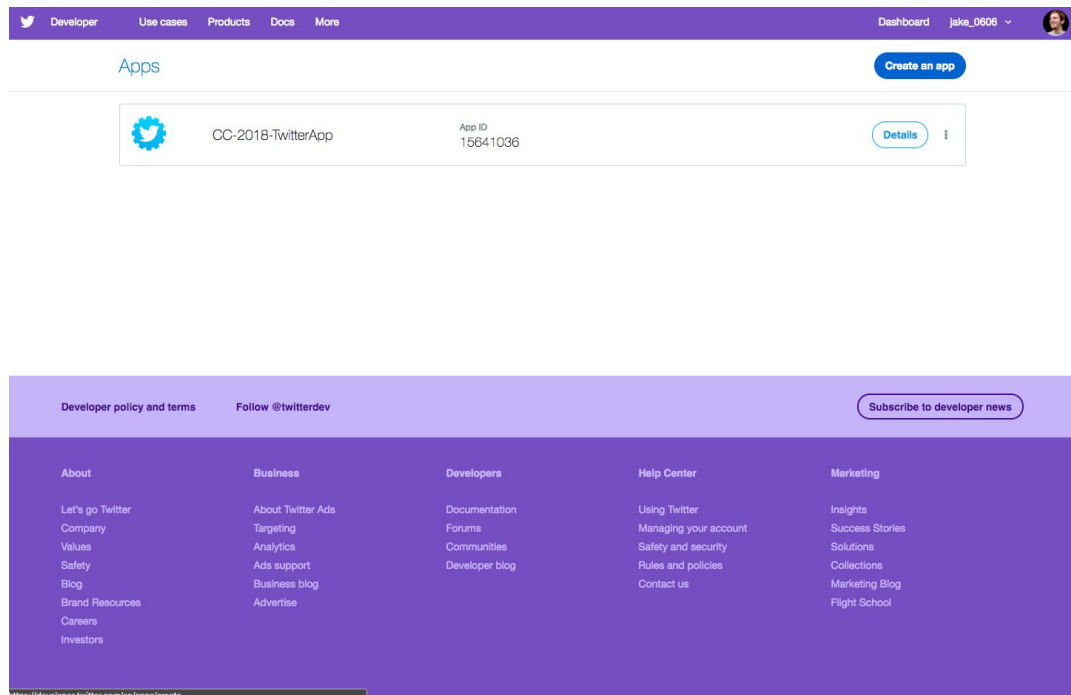 Developer Use cases Products Docs More Dashboard jake_0606
Apps Create an app
CC-2018-TwitterApp App ID Details
15641036
Developer policy and terms Follow @twitterdev Subscribe to developer news
About Business Developers Help Center Marketing
Let's go Twitter About Twitter Ads Documentation Using Twitter Insights
Company Targeting Forums Managing your account Success Stories
Values Analytics Communities Safety and security Solutions
Safety Ads support Developer blog Rules and policies Collections
Blog Business blog Contact us Marketing Blog
Brand Resources Advertise Flight School
Careers
Investors